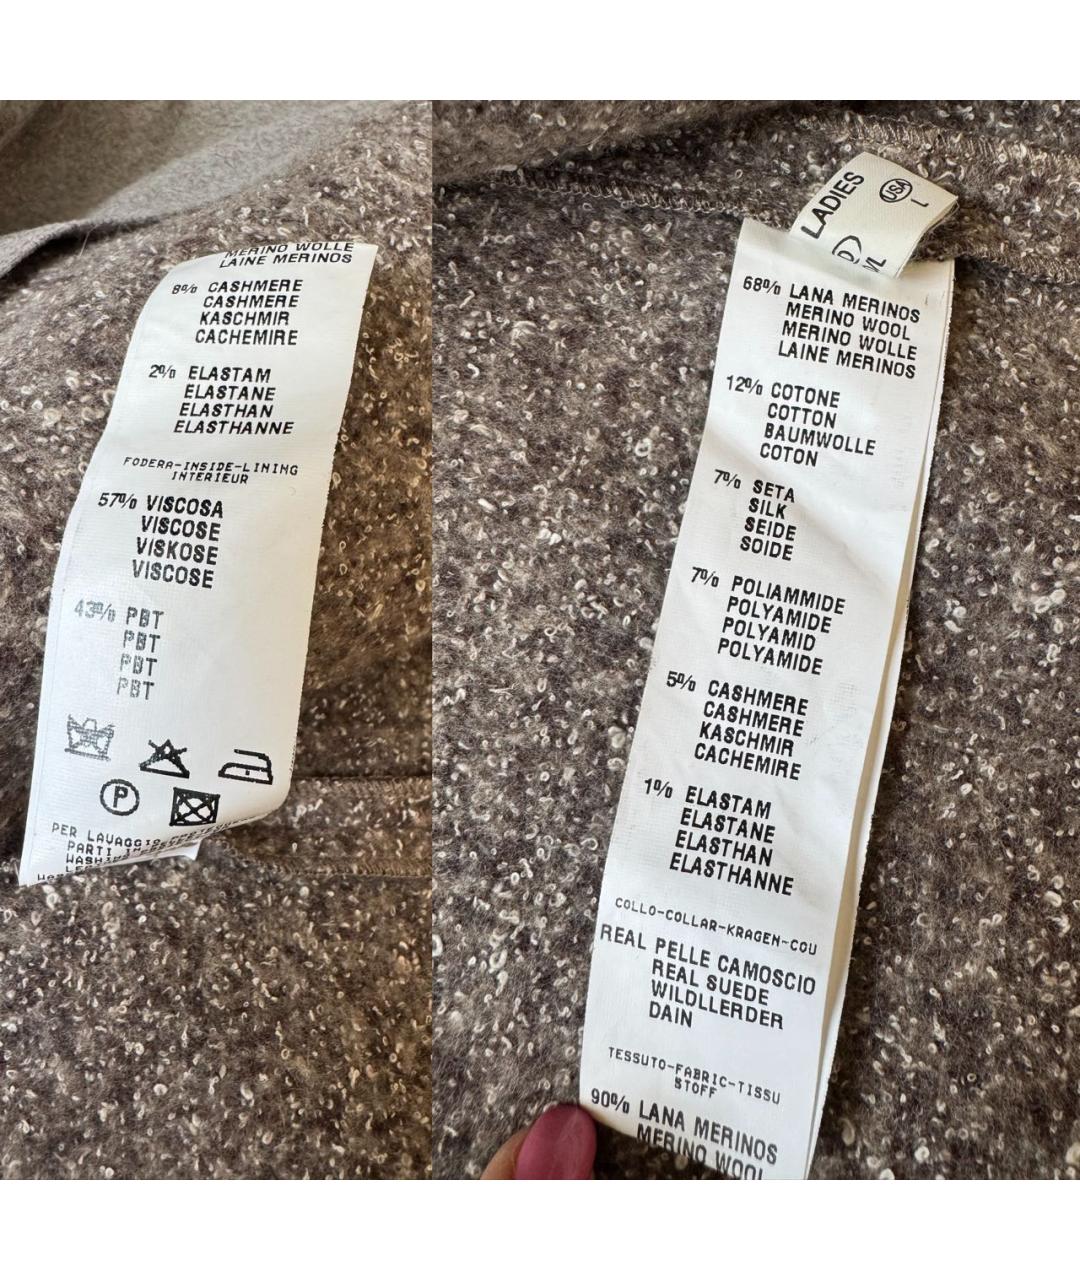 MERINO WOLLE
LAINE MERINOS
8% CASHMERE
CASHMERE
KASCHMIR
CACHEMIRE
2% ELASTAM
ELASTANE
ELASTHAN
ELASTHANNE
FODERA-INSIDE-LINING
INTERIEUR
57% VISCOSA
VISCOSE
VISKOSE
VISCOSE
43% PBT
PBT
PBT
PBT
P
PER LAVAGGIO
PARTI
LADIES
USA
L
68% LANA MERINOS
MERINO WOOL
MERINO WOLLE
LAINE MERINOS
12% COTONE
COTTON
BAUMWOLLE
COTON
7% SETA
SILK
SEIDE
SOIDE
7% POLIAMMIDE
POLYAMIDE
POLYAMID
POLYAMIDE
5% CASHMERE
CASHMERE
KASCHMIR
CACHEMIRE
1% ELASTAM
ELASTANE
ELASTHAN
ELASTHANNE
COLLO-COLLAR-KRAGEN-COU
REAL PELLE CAMOSCIO
REAL SUEDE
WILDLLERDER
DAIN
TESSUTO-FABRIC-TISSU
STOFF
90% LANA MERINOS
MERINO WOOL